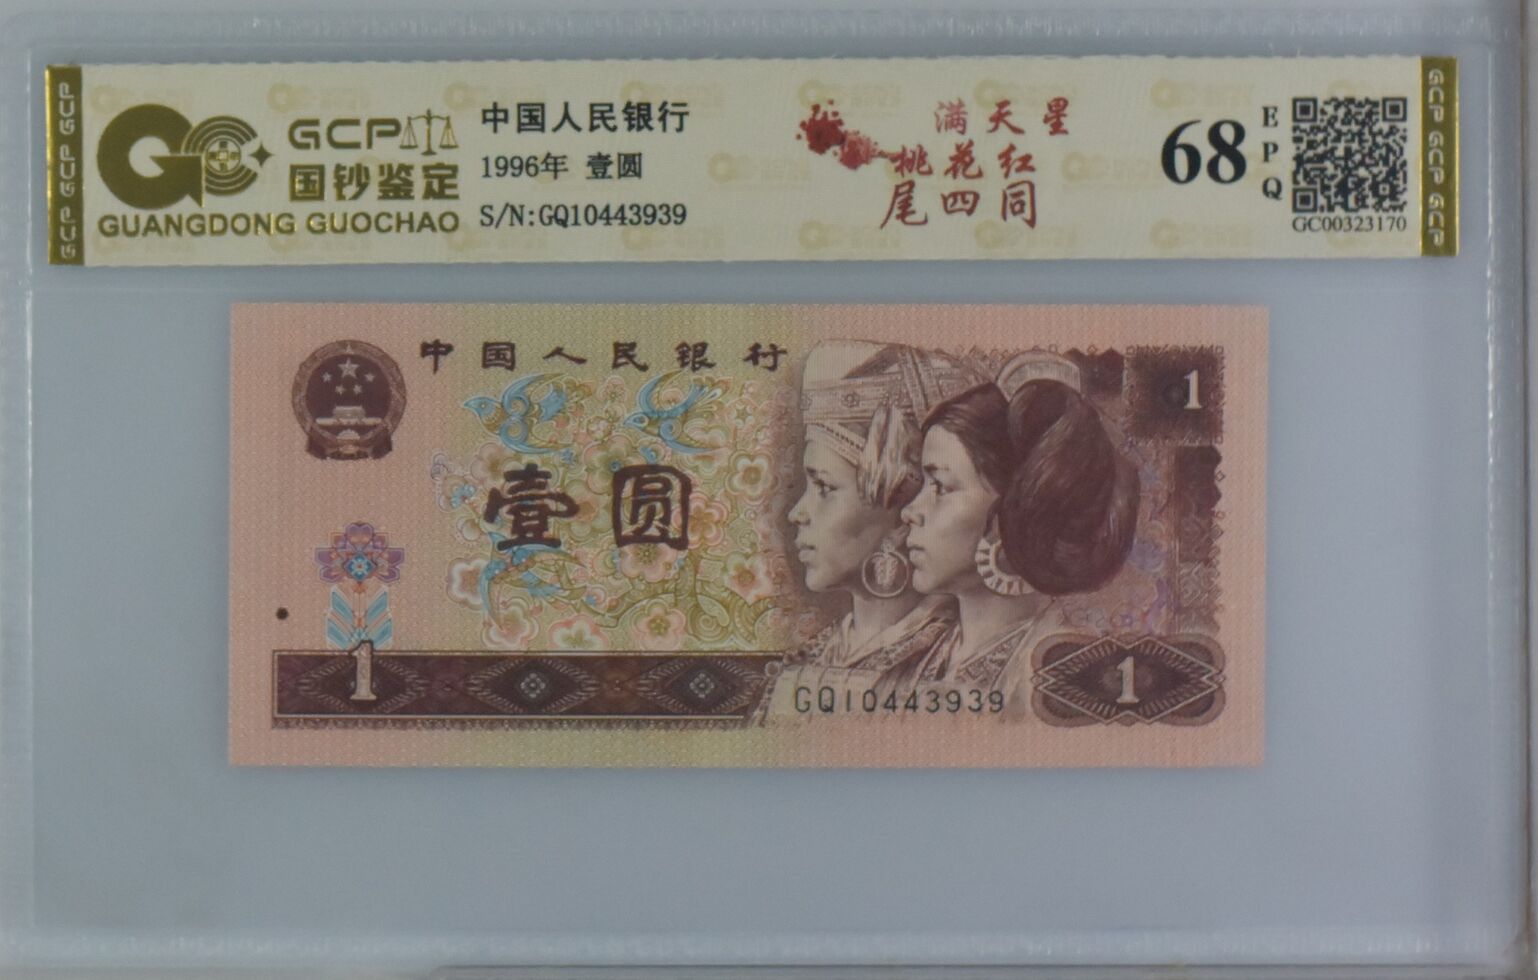 GCP GCP GCP
GCP
国钞鉴定
GUANGDONG GUOCHAO
中国人民银行
1996年 壹圆
S/N:GQ10443939
满天星
桃花红
尾四同
68
EPQ
GC00323170
GCP GCP GCP
中国人民银行
1
壹圆
1
GQ10443939
1